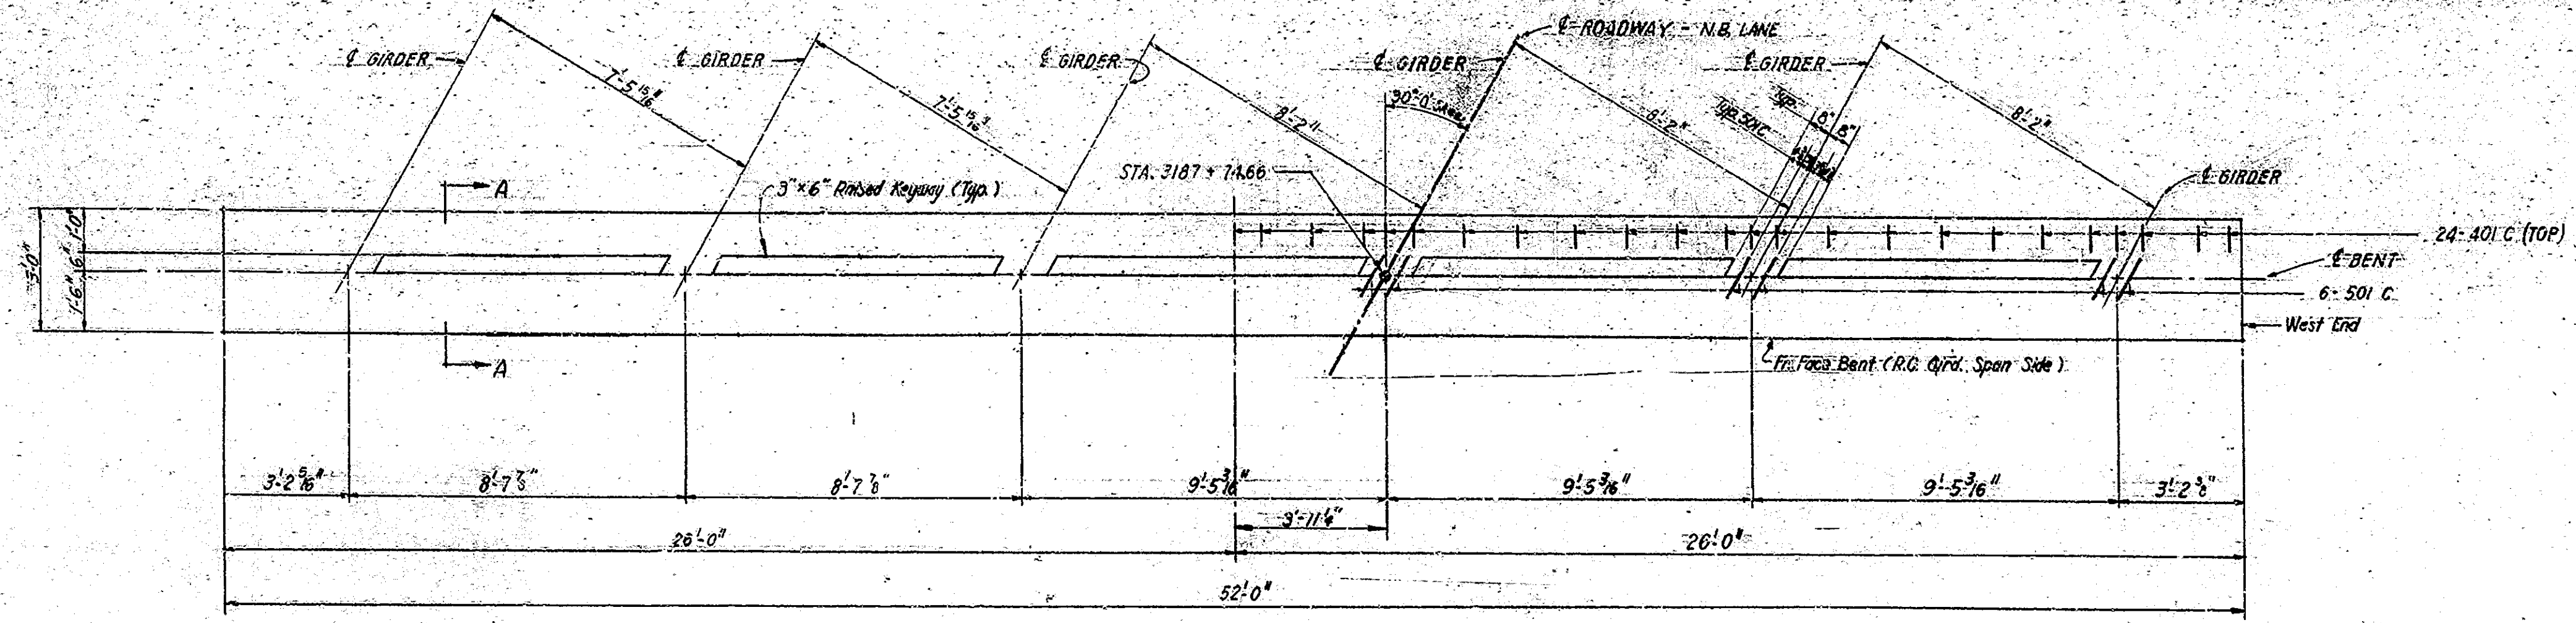 ℄ ROADWAY - N.B. LANE
℄ GIRDER
℄ GIRDER
℄ GIRDER
℄ GIRDER
℄ GIRDER
7'-5 15/16"
7'-5 15/16"
8'-2"
30°-0' Skew
8'-2"
Typ. 501C
Typ.
8"
8"
8'-2"
STA. 3187 + 74.66
℄ GIRDER
A
3"x6" Raised Keyway (Typ.)
3'-0"
1'-6"
6"
1'-0"
24-401 C (TOP)
℄ BENT
6-501 C
West End
A
Fr. Face Bent (R.C. Gird. Span Side)
3'-2 5/16"
8'-7 7/8"
8'-7 7/8"
9'-5 3/16"
9'-5 3/16"
9'-5 3/16"
3'-2 3/8"
3'-11 1/4"
26'-0"
26'-0"
52'-0"